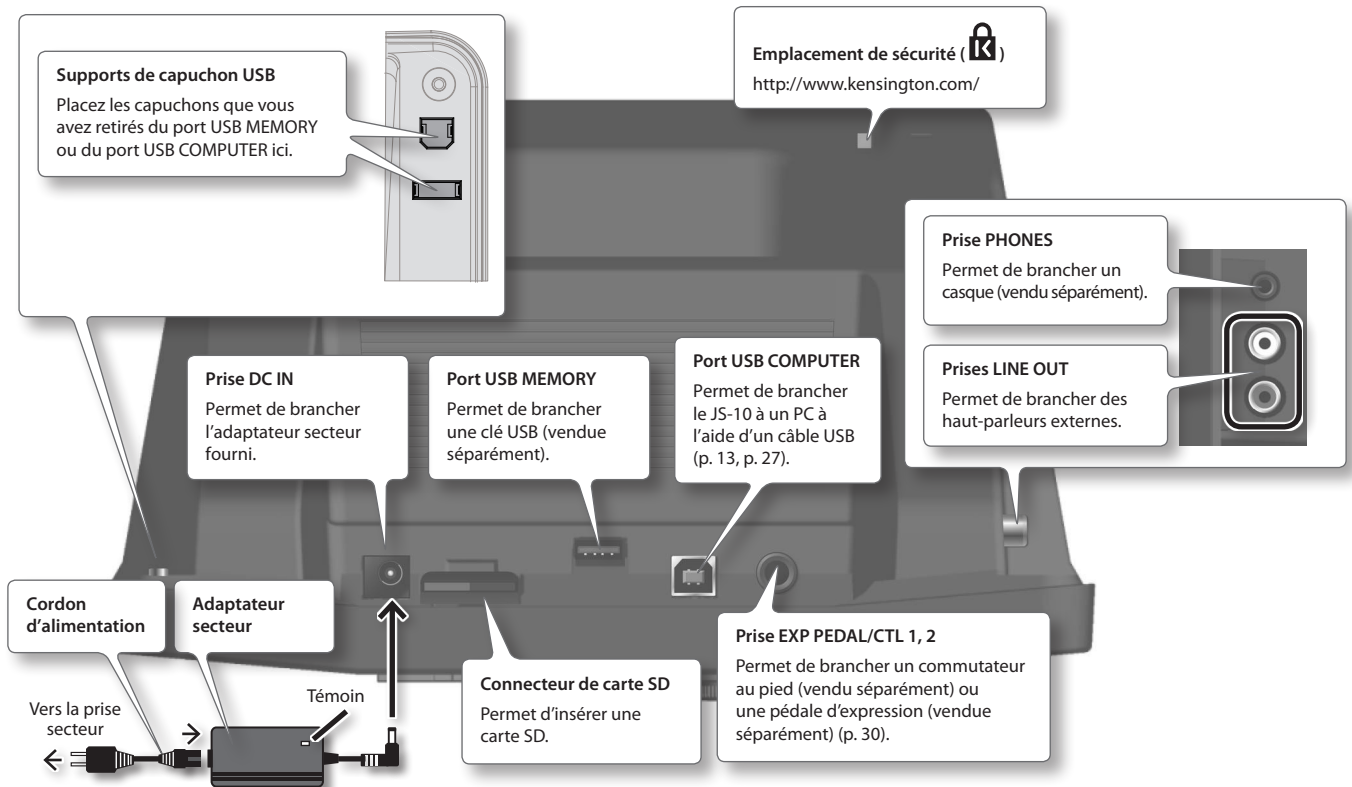 Supports de capuchon USB
Placez les capuchons que vous
avez retirés du port USB MEMORY
ou du port USB COMPUTER ici.
Emplacement de sécurité ( K )
http://www.kensington.com/
Prise PHONES
Permet de brancher un
casque (vendu séparément).
Prises LINE OUT
Permet de brancher des
haut-parleurs externes.
Prise DC IN
Permet de brancher
l’adaptateur secteur
fourni.
Port USB MEMORY
Permet de brancher
une clé USB (vendue
séparément).
Port USB COMPUTER
Permet de brancher
le JS-10 à un PC à
l’aide d’un câble USB
(p. 13, p. 27).
Cordon
d’alimentation
Adaptateur
secteur
Vers la prise
secteur
Témoin
Connecteur de carte SD
Permet d'insérer une
carte SD.
Prise EXP PEDAL/CTL 1, 2
Permet de brancher un commutateur
au pied (vendu séparément) ou
une pédale d’expression (vendue
séparément) (p. 30).